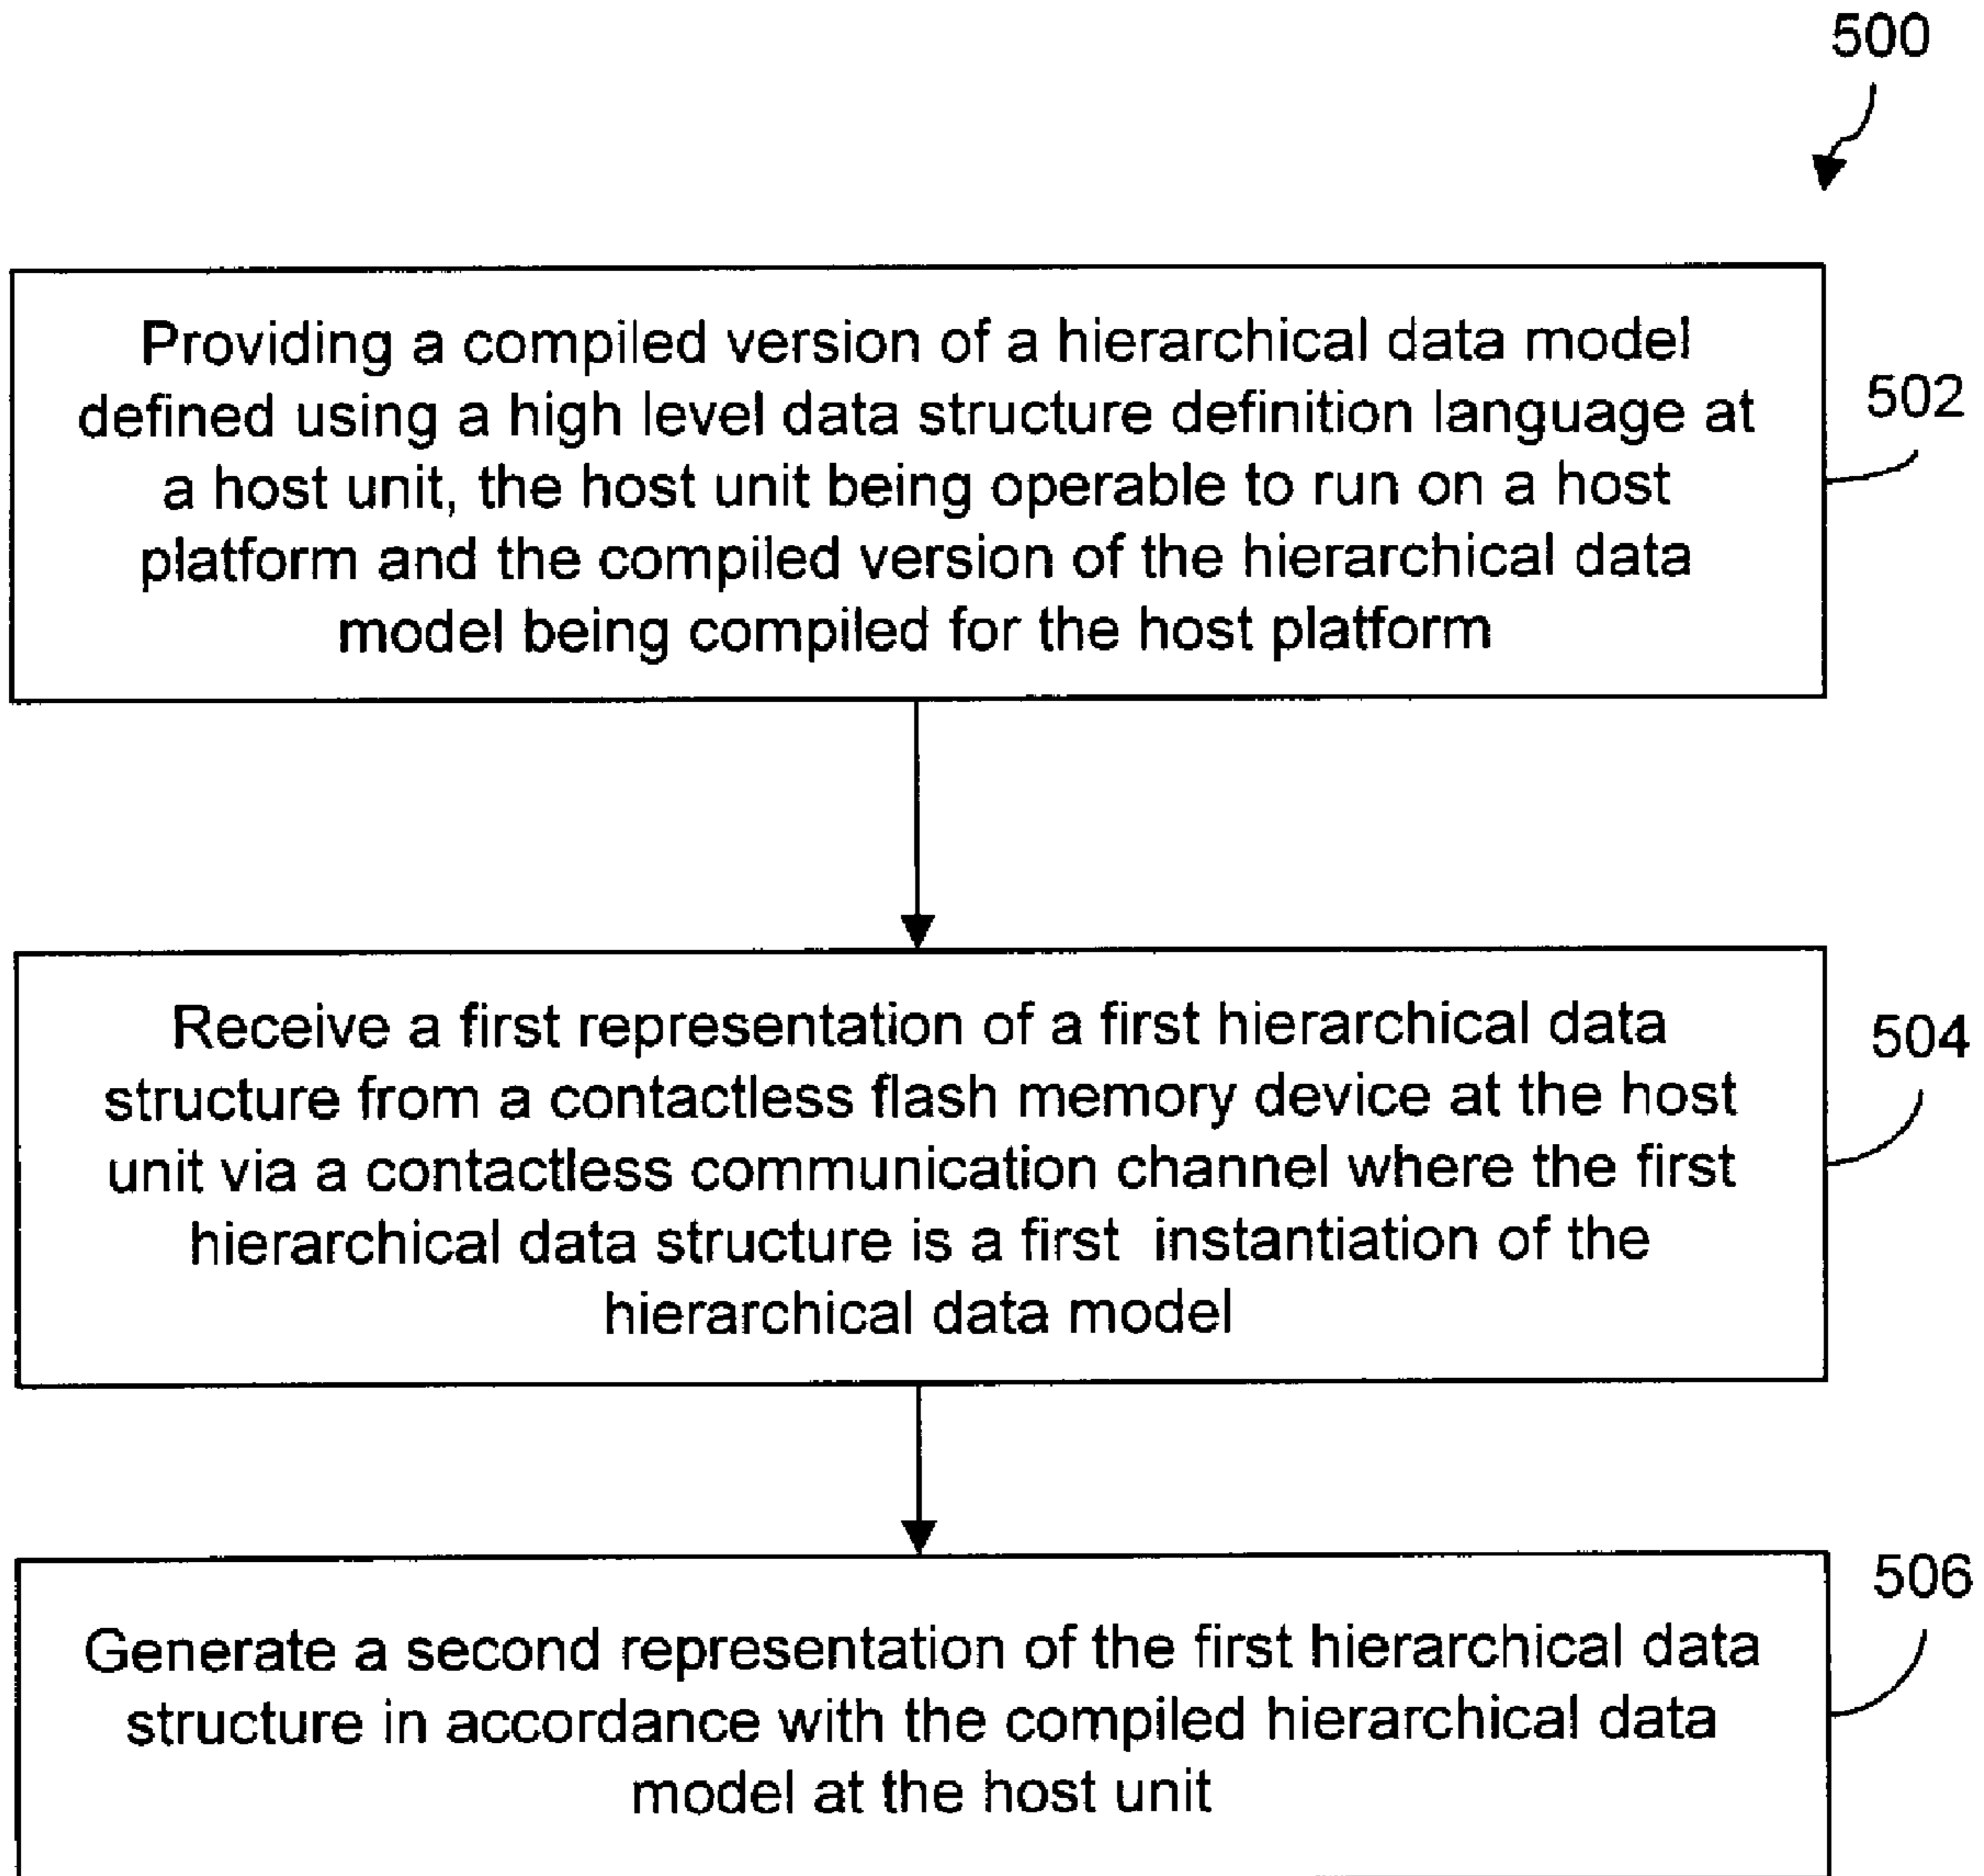 500
Providing a compiled version of a hierarchical data model
defined using a high level data structure definition language at
a host unit, the host unit being operable to run on a host
platform and the compiled version of the hierarchical data
model being compiled for the host platform
502
Receive a first representation of a first hierarchical data
structure from a contactless flash memory device at the host
unit via a contactless communication channel where the first
hierarchical data structure is a first instantiation of the
hierarchical data model
504
Generate a second representation of the first hierarchical data
structure in accordance with the compiled hierarchical data
model at the host unit
506